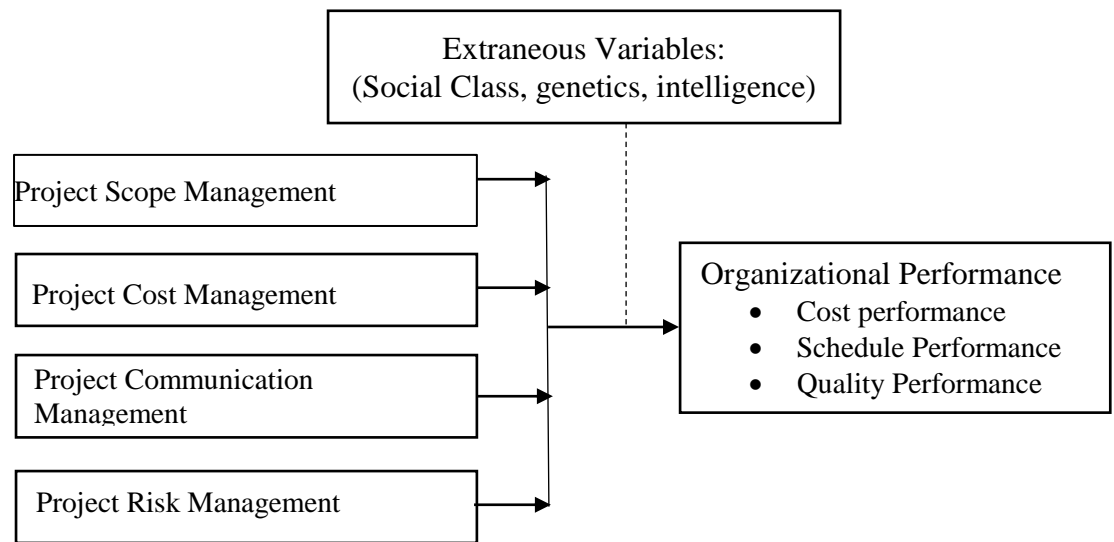 Extraneous Variables:
(Social Class, genetics, intelligence)
Project Scope Management
Project Cost Management
Project Communication
Management
Project Risk Management
Organizational Performance
• Cost performance
• Schedule Performance
• Quality Performance